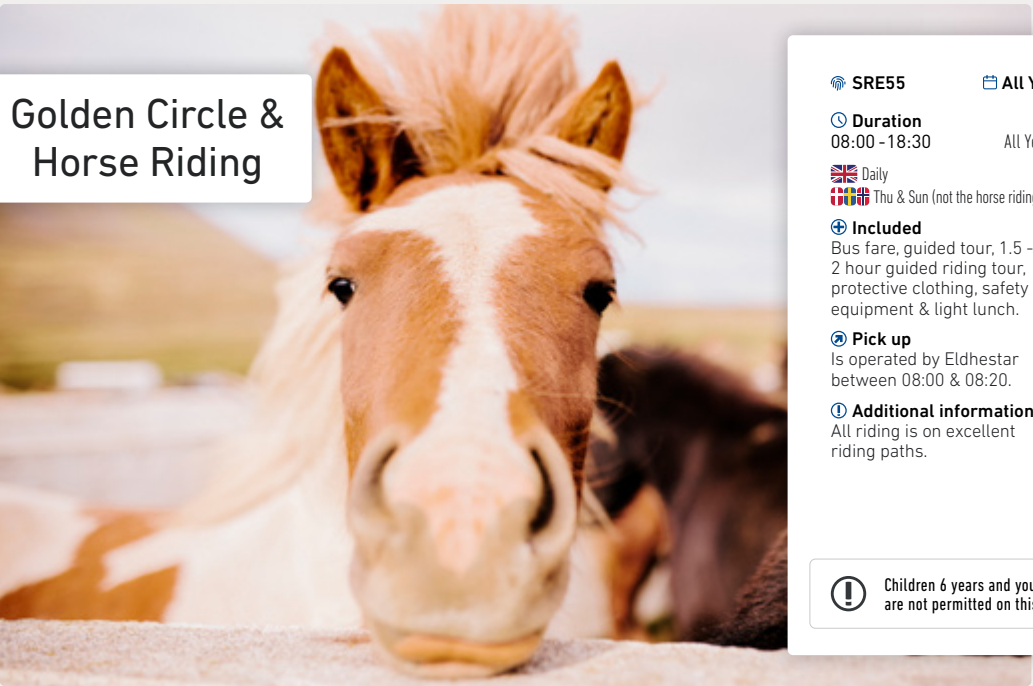 Golden Circle &
Horse Riding
SRE55
All
Duration
08:00 - 18:30
All
Daily
Thu & Sun (not the horse
Included
Bus fare, guided tour, 1.5 -
2 hour guided riding tour,
protective clothing, safety
equipment & light lunch.
Pick up
Is operated by Eldhestar
between 08:00 & 08:20.
Additional information
All riding is on excellent
riding paths.
Children 6 years and
are not permitted on